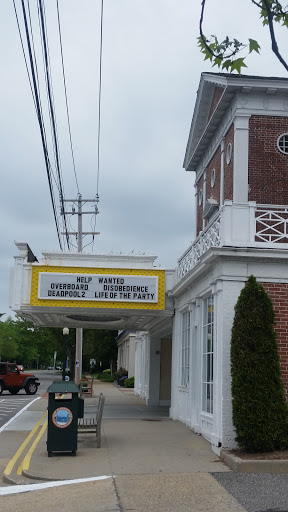 HELP WANTED
OVERBOARD DISOBEDIENCE
DEADPOOL2 LIFE OF THE PARTY